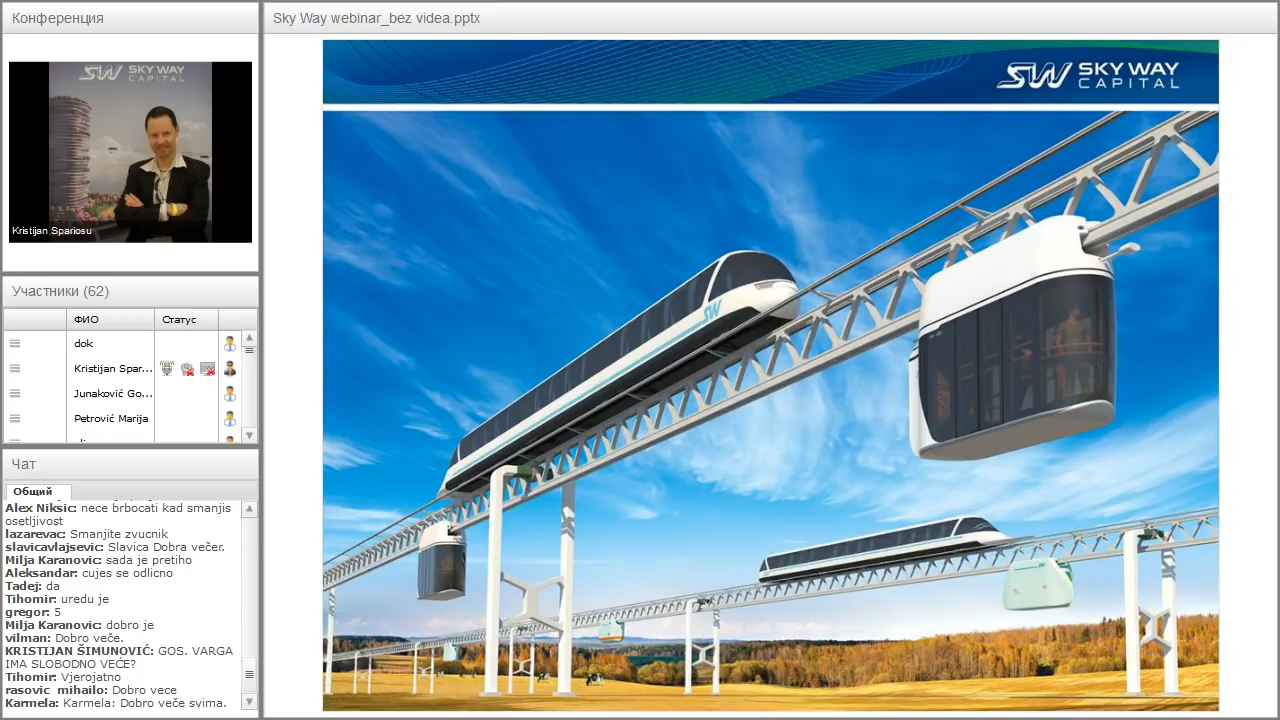 Конференция
Sky Way webinar_bez videa.pptx
SW SKY WAY
CAPITAL
SW SKY WAY
CAPITAL
SW
Kristijan Spariosu
Участники (62)
ФИО Статус
dok
Kristijan Spar...
Junaković Go...
Petrović Marija
Чат
Общий
Alex Niksic: nece brbocati kad smanjis
osetljivost
lazarevac: Smanjite zvucnik
slavicavlajsevic: Slavica Dobra večer.
Milja Karanovic: sada je pretiho
Aleksandar: cujes se odlicno
Tadej: da
Tihomir: uredu je
gregor: 5
Milja Karanovic: dobro je
vilman: Dobro veče.
KRISTIJAN ŠIMUNOVIĆ: GOS. VARGA
IMA SLOBODNO VEČE?
Tihomir: Vjerojatno
rasovic_mihailo: Dobro vece
Karmela: Karmela: Dobro veče svima.